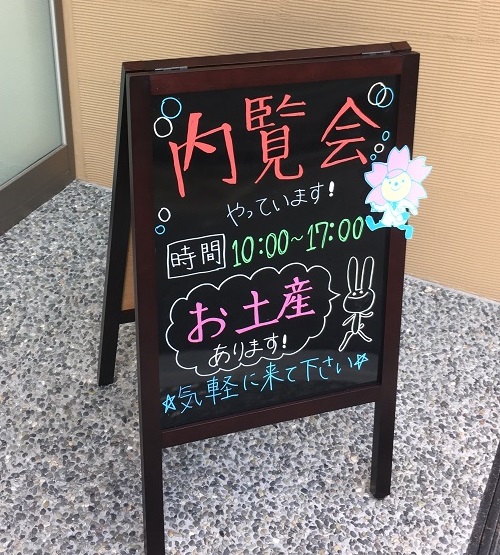 内覧会
やっています!
時間 10:00~17:00
お土産
あります!
☆気軽に来て下さい☆